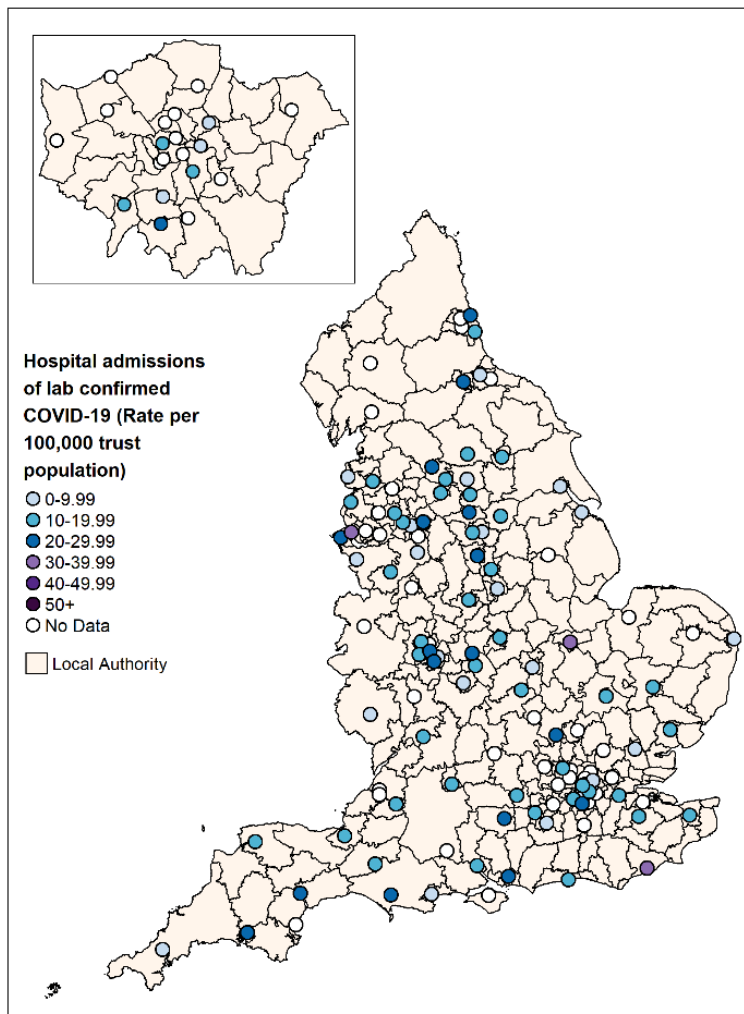 Hospital admissions
of lab confirmed
COVID-19 (Rate per
100,000 trust
population)
0-9.99
10-19.99
20-29.99
30-39.99
40-49.99
50+
No Data
Local Authority